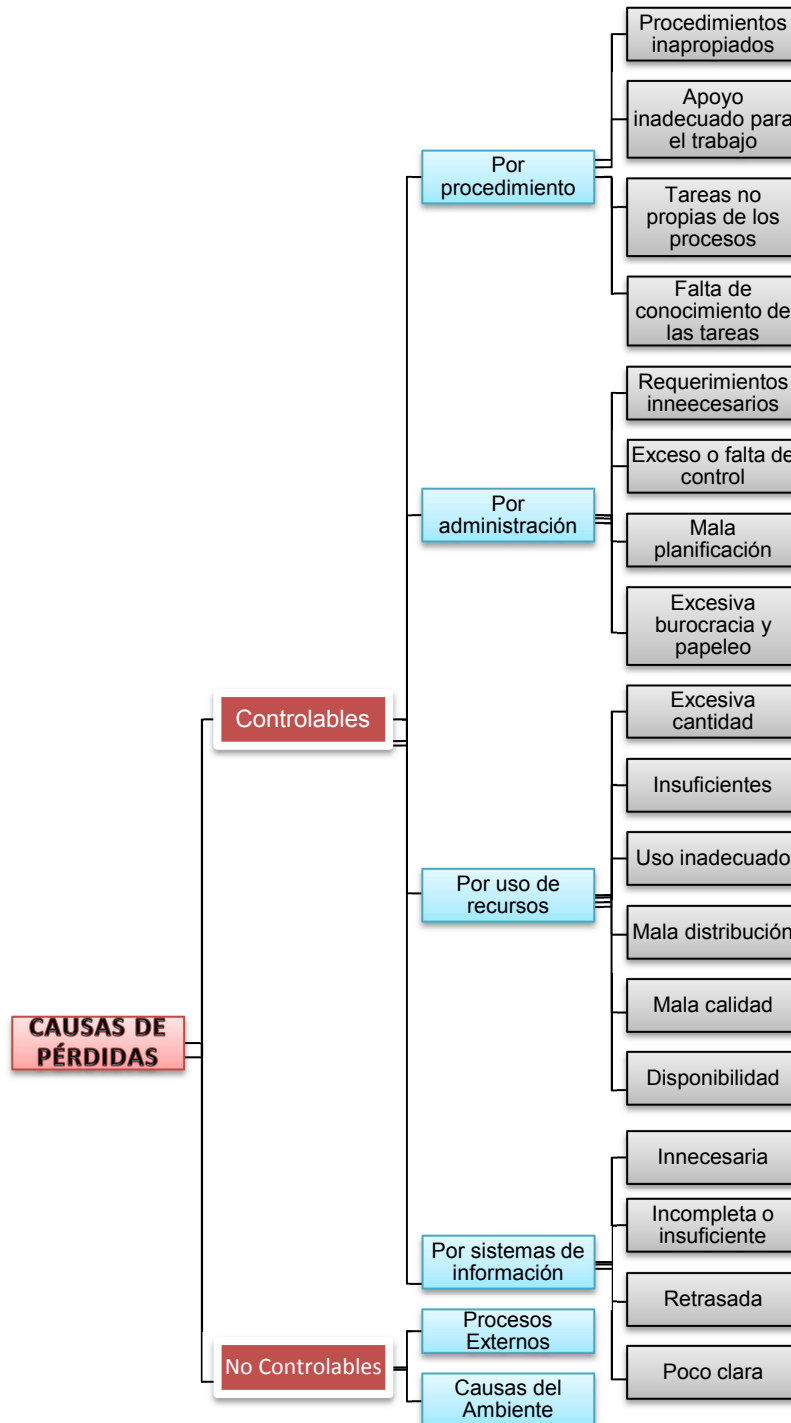 CAUSAS DE
PÉRDIDAS
Controlables
Por
procedimiento
Procedimientos
inapropiados
Apoyo
inadecuado para
el trabajo
Tareas no
propias de los
procesos
Falta de
conocimiento de
las tareas
Por
administración
Requerimientos
inneecesarios
Exceso o falta de
control
Mala
planificación
Excesiva
burocracia y
papeleo
Por uso de
recursos
Excesiva
cantidad
Insuficientes
Uso inadecuado
Mala distribución
Mala calidad
Disponibilidad
Por sistemas de
información
Innecesaria
Incompleta o
insuficiente
Retrasada
Poco clara
No Controlables
Procesos
Externos
Causas del
Ambiente